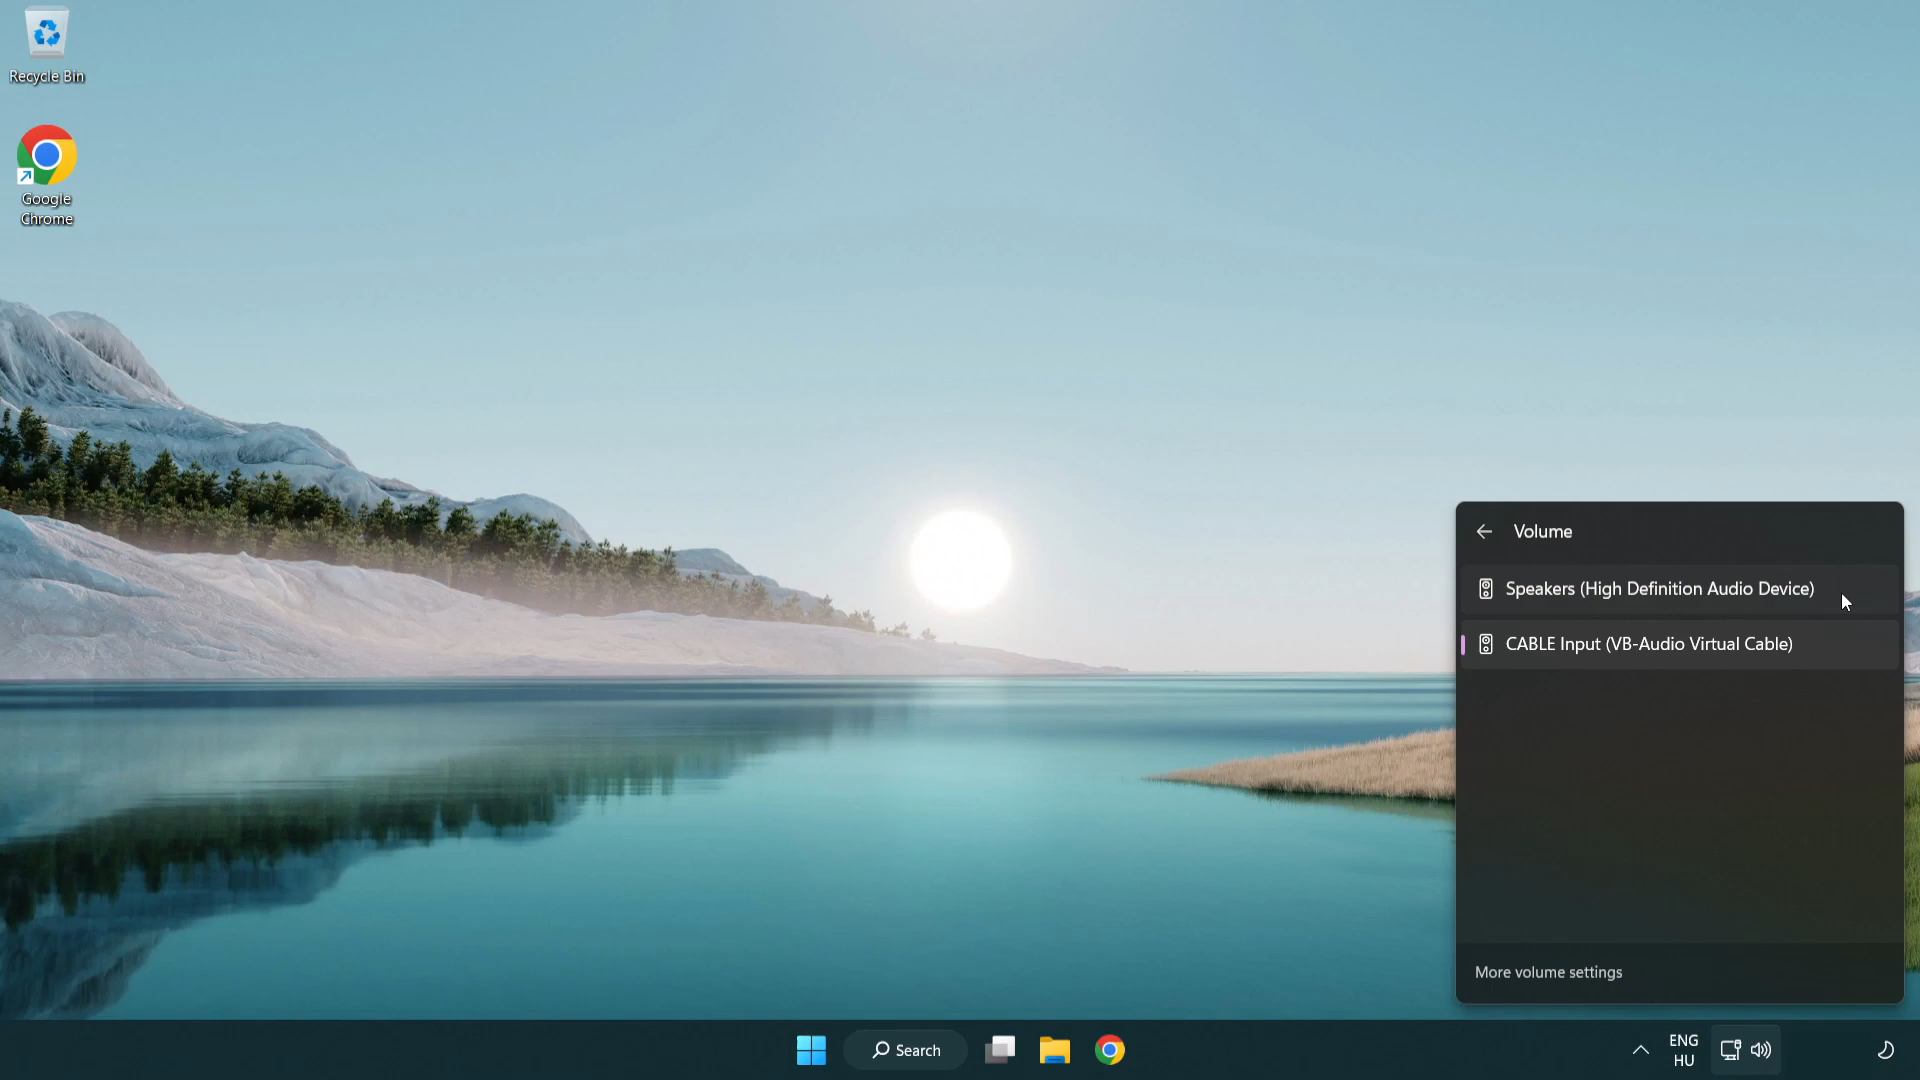 Recycle Bin
Google
Chrome
Volume
Speakers (High Definition Audio Device)
CABLE Input (VB-Audio Virtual Cable)
More volume settings
Search
ENG
HU